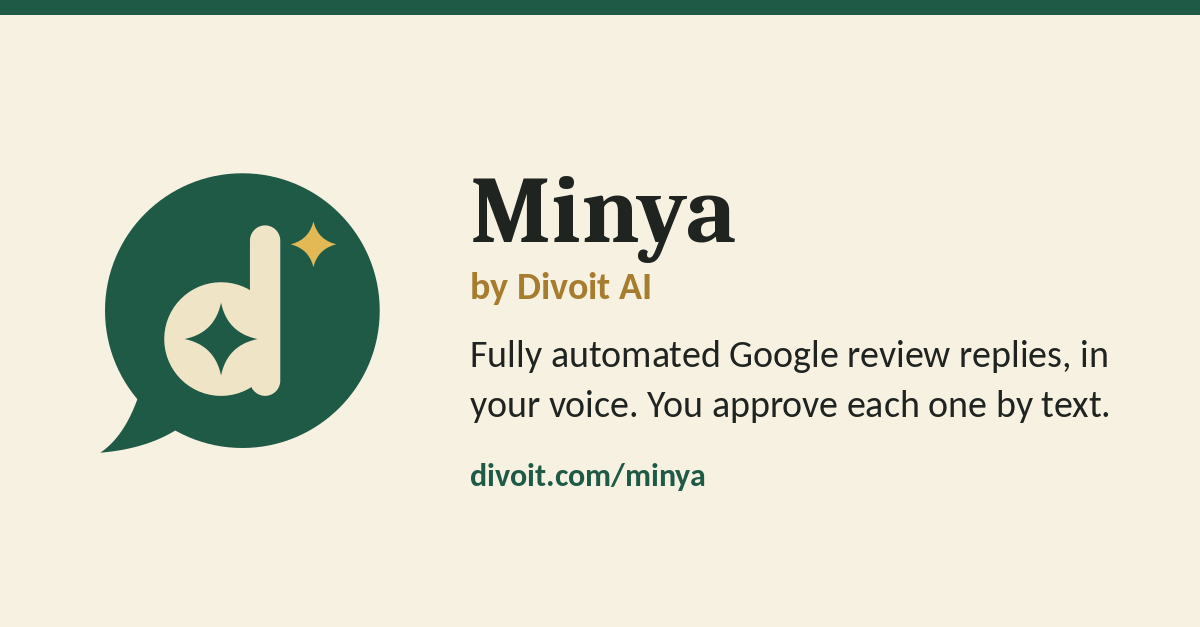 d
Minya
by Divoit AI
Fully automated Google review replies, in
your voice. You approve each one by text.
divoit.com/minya